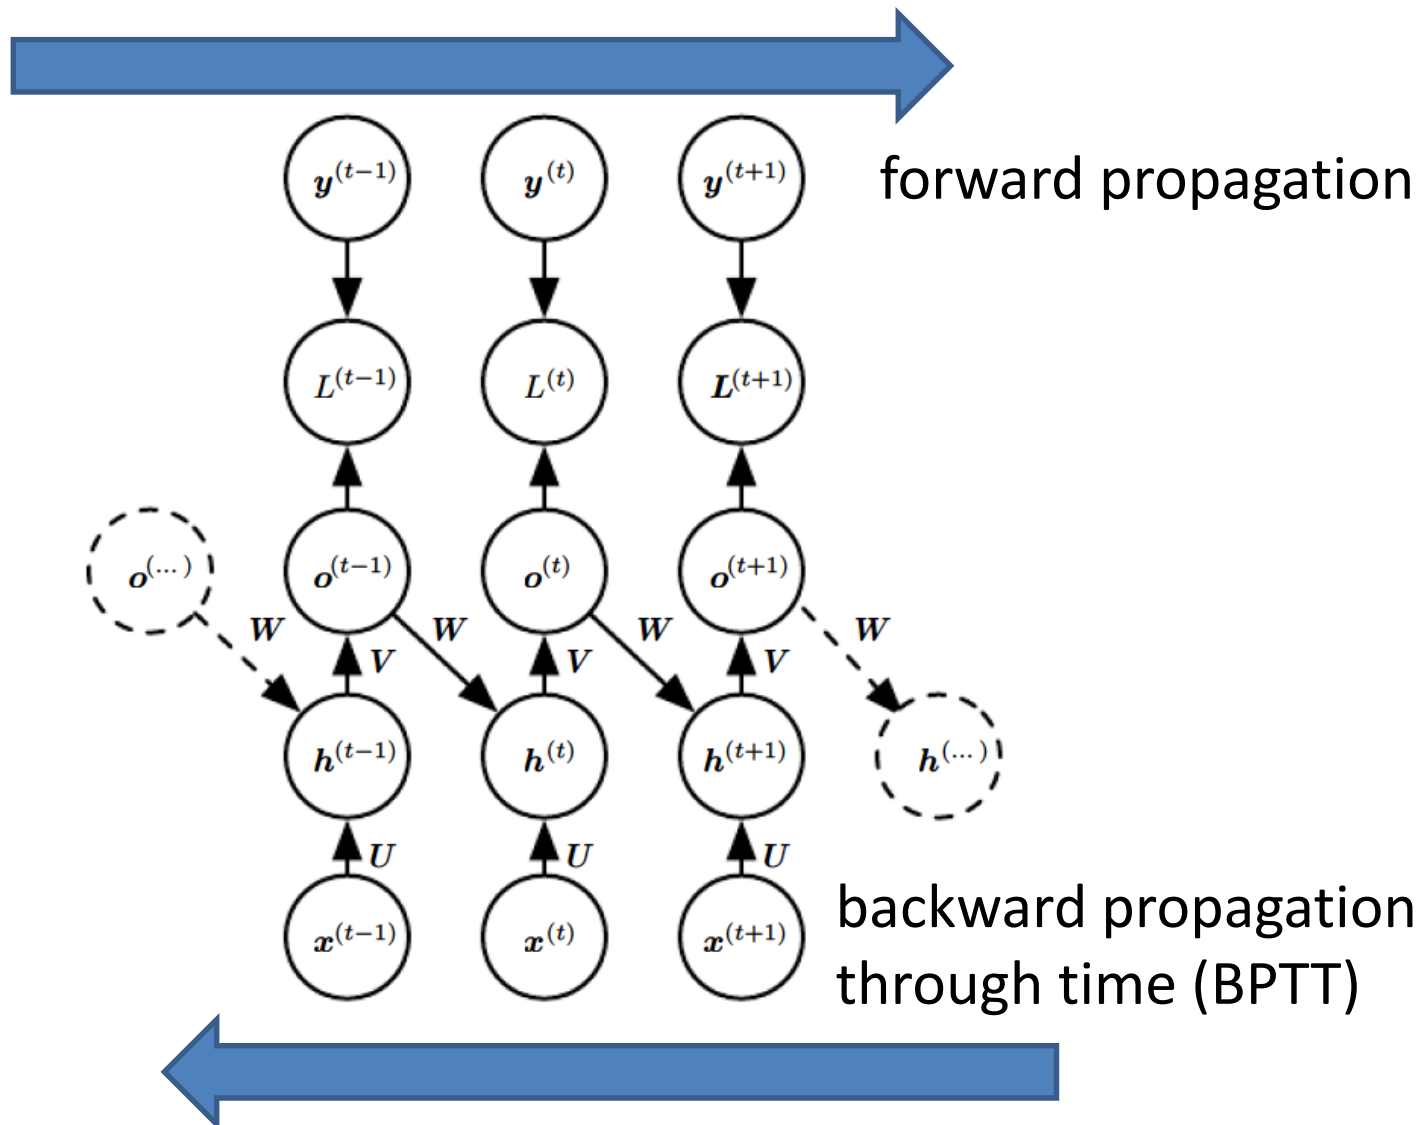 y^(t−1) y^(t) y^(t+1)
forward propagation
L^(t−1) L^(t) L^(t+1)
o^(...) o^(t−1) o^(t) o^(t+1)
W W W W
V V V
h^(t−1) h^(t) h^(t+1) h^(...)
U U U
x^(t−1) x^(t) x^(t+1)
backward propagation
through time (BPTT)